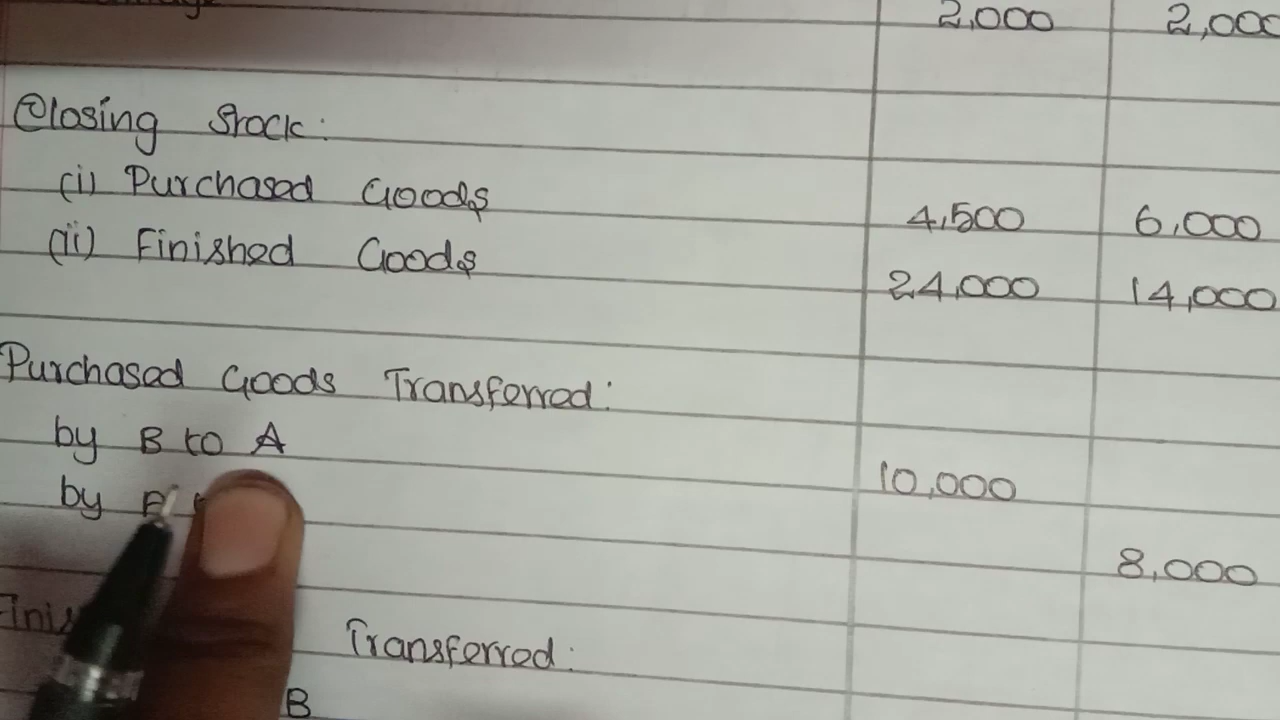 2,000 2,000
Closing Stock:
(i) Purchased Goods 4,500 6,000
(ii) Finished Goods 24,000 14,000
Purchased Goods Transferred:
by B to A 10,000
by 8,000
Transferred:
B